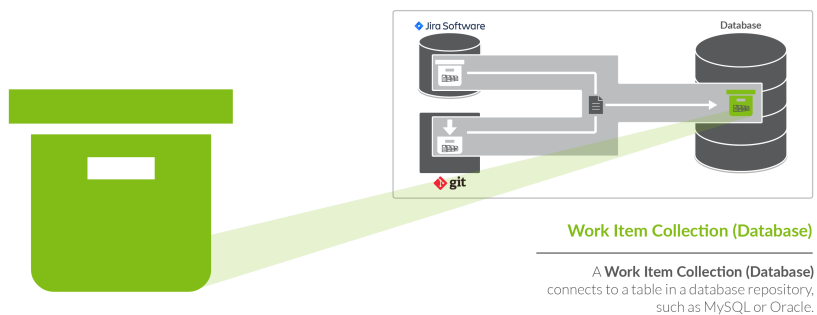 Jira Software
Database
git
Work Item Collection (Database)
A Work Item Collection (Database)
connects to a table in a database repository,
such as MySQL or Oracle.